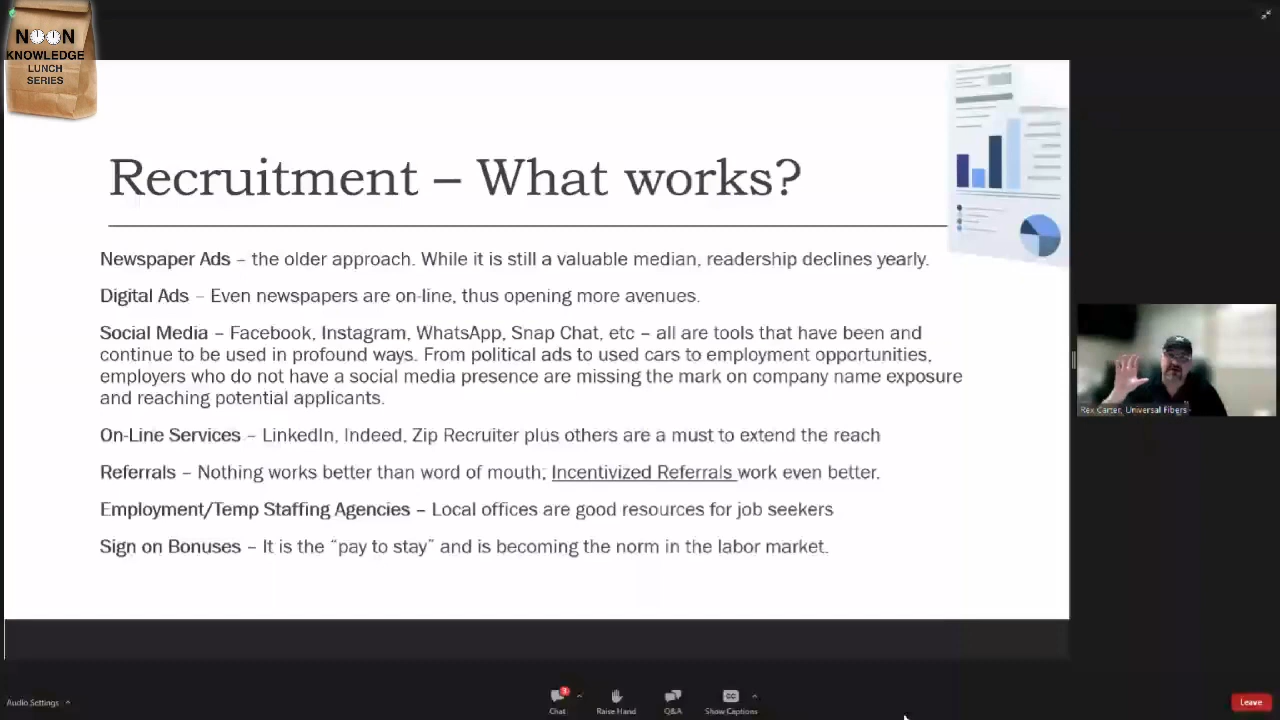 NOON
KNOWLEDGE
LUNCH
SERIES
Recruitment – What works?
Newspaper Ads – the older approach. While it is still a valuable median, readership declines yearly.
Digital Ads – Even newspapers are on-line, thus opening more avenues.
Social Media – Facebook, Instagram, WhatsApp, Snap Chat, etc – all are tools that have been and
continue to be used in profound ways. From political ads to used cars to employment opportunities,
employers who do not have a social media presence are missing the mark on company name exposure
and reaching potential applicants.
On-Line Services – LinkedIn, Indeed, Zip Recruiter plus others are a must to extend the reach
Referrals – Nothing works better than word of mouth; Incentivized Referrals work even better.
Employment/Temp Staffing Agencies – Local offices are good resources for job seekers
Sign on Bonuses – It is the “pay to stay” and is becoming the norm in the labor market.
Rex Carter, Universal Fibers -
Audio Settings
Chat
9
Raise Hand
Q&A
Show Captions
CC
Leave